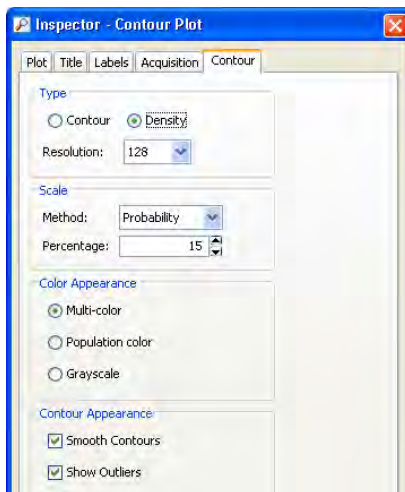 Inspector - Contour Plot
Plot Title Labels Acquisition Contour
Type
Contour Density
Resolution: 128
Scale
Method: Probability
Percentage: 15
Color Appearance
Multi-color
Population color
Grayscale
Contour Appearance
Smooth Contours
Show Outliers